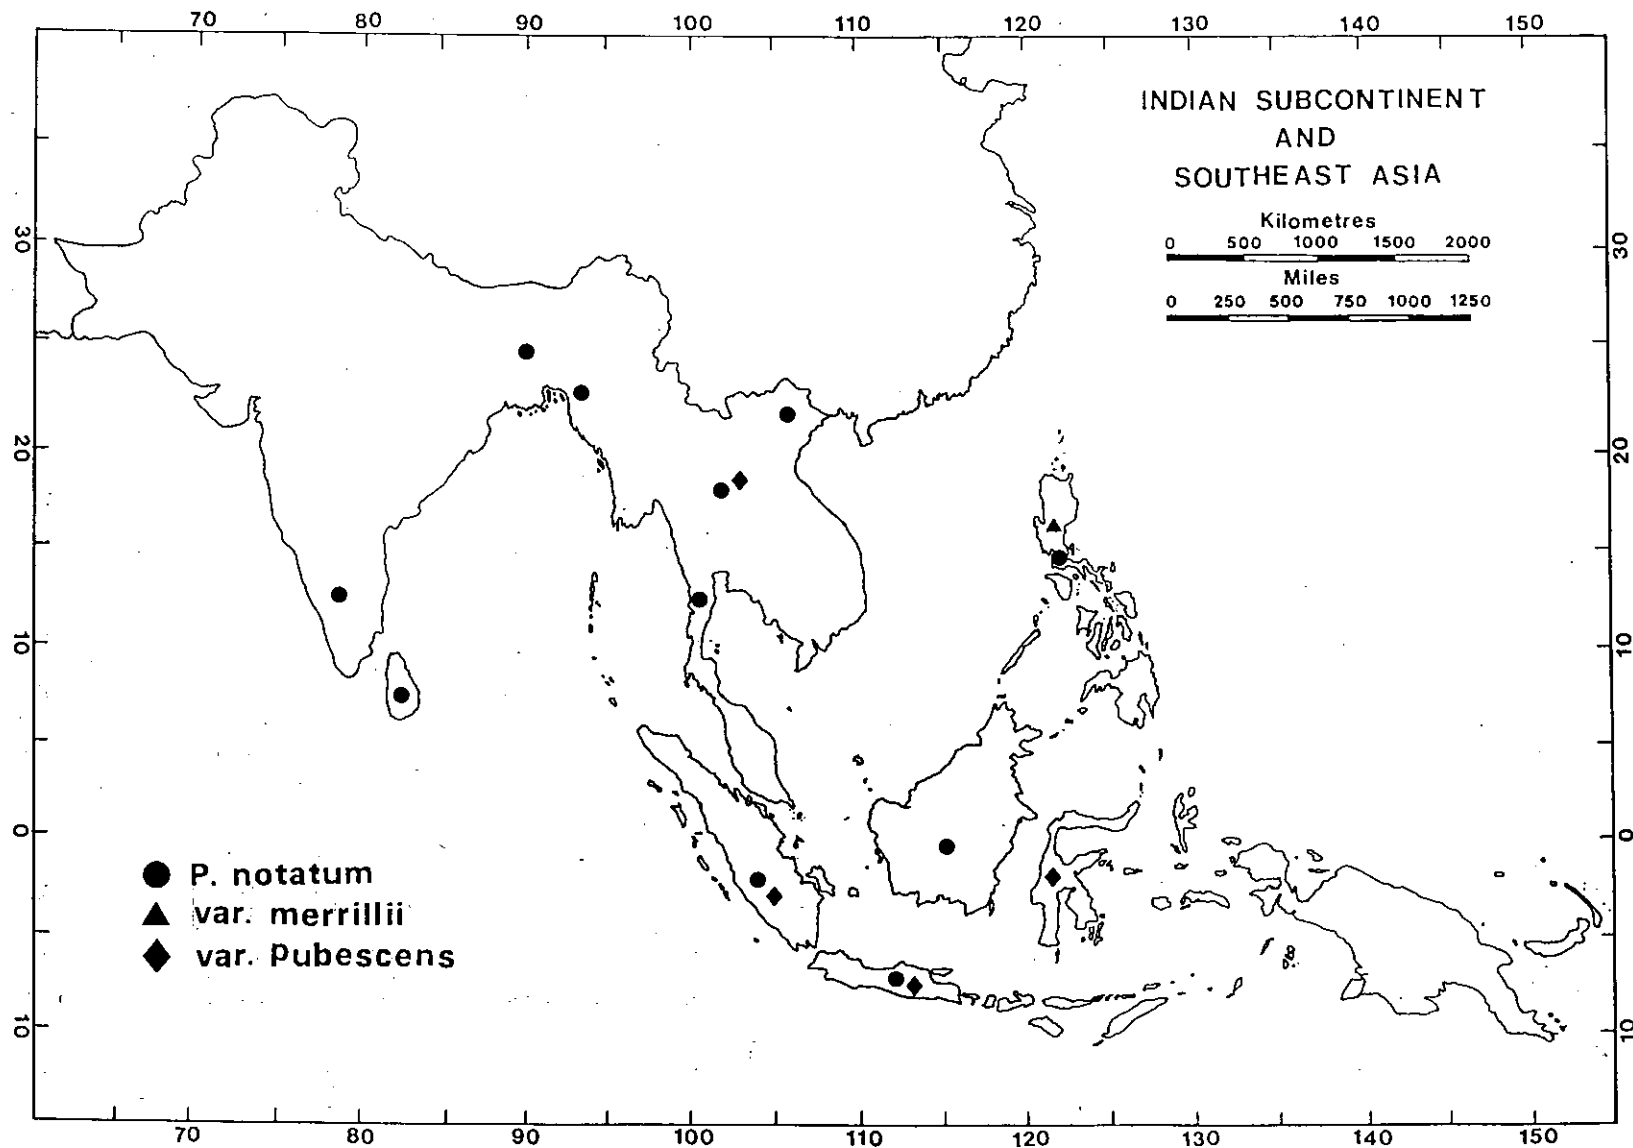 70 80 90 100 110 120 130 140 150
INDIAN SUBCONTINENT
AND
SOUTHEAST ASIA
Kilometres
0 500 1000 1500 2000
Miles
0 250 500 750 1000 1250
30 30
20 20
10 10
0 0
P. notatum
var. merrillii
var. pubescens
10 10
70 80 90 100 110 120 130 140 150